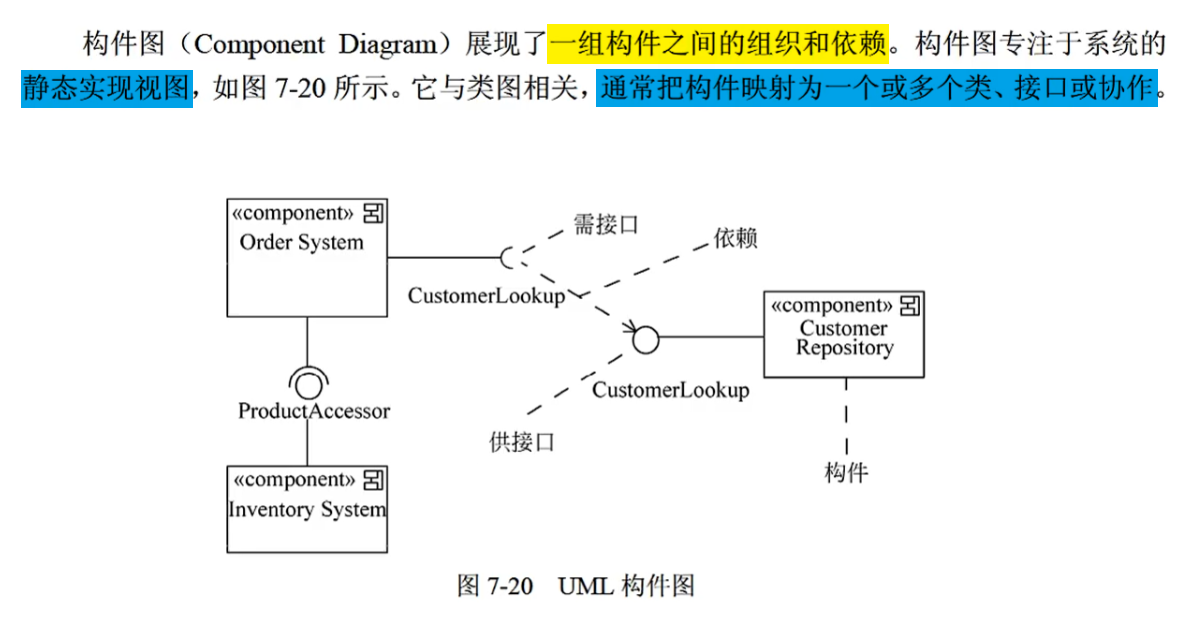 构件图（Component Diagram）展现了一组构件之间的组织和依赖。构件图专注于系统的
静态实现视图，如图 7-20 所示。它与类图相关，通常把构件映射为一个或多个类、接口或协作。
«component»
Order System
需接口
依赖
CustomerLookup
«component»
Customer
Repository
CustomerLookup
ProductAccessor
供接口
构件
«component»
Inventory System
图 7-20 UML 构件图